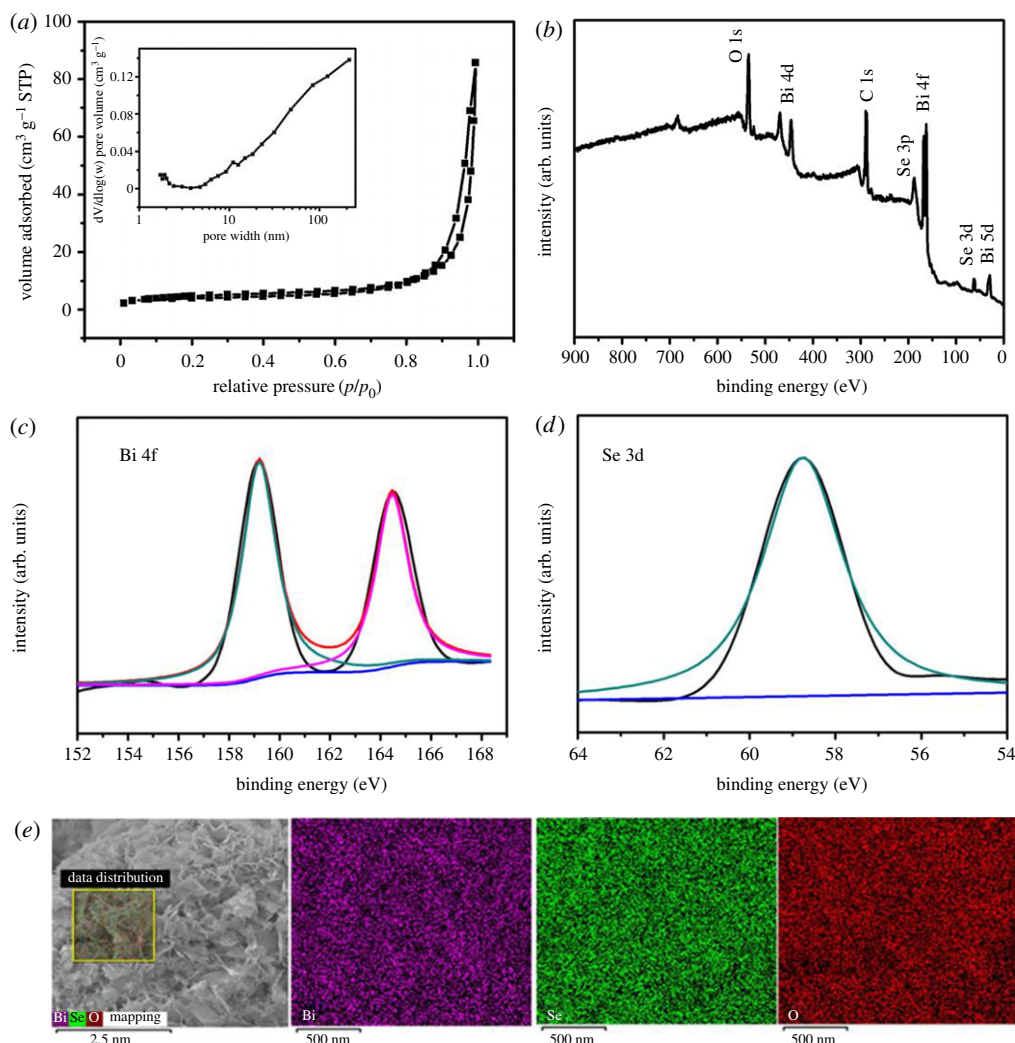 (a)
100
80
60
40
20
0
volume adsorbed (cm³ g⁻¹ STP)
0 0.2 0.4 0.6 0.8 1.0
relative pressure (p/p₀)
0.12
0.08
0.04
0
dV/dlog(w) pore volume (cm³ g⁻¹)
1 10 100
pore width (nm)
(b)
intensity (arb. units)
O 1s
Bi 4d
C 1s
Se 3p
Bi 4f
Se 3d
Bi 5d
900 800 700 600 500 400 300 200 100 0
binding energy (eV)
(c)
Bi 4f
intensity (arb. units)
152 154 156 158 160 162 164 166 168
binding energy (eV)
(d)
Se 3d
intensity (arb. units)
64 62 60 58 56 54
binding energy (eV)
(e)
data distribution
Bi Se O mapping
2.5 nm
Bi
500 nm
Se
500 nm
O
500 nm